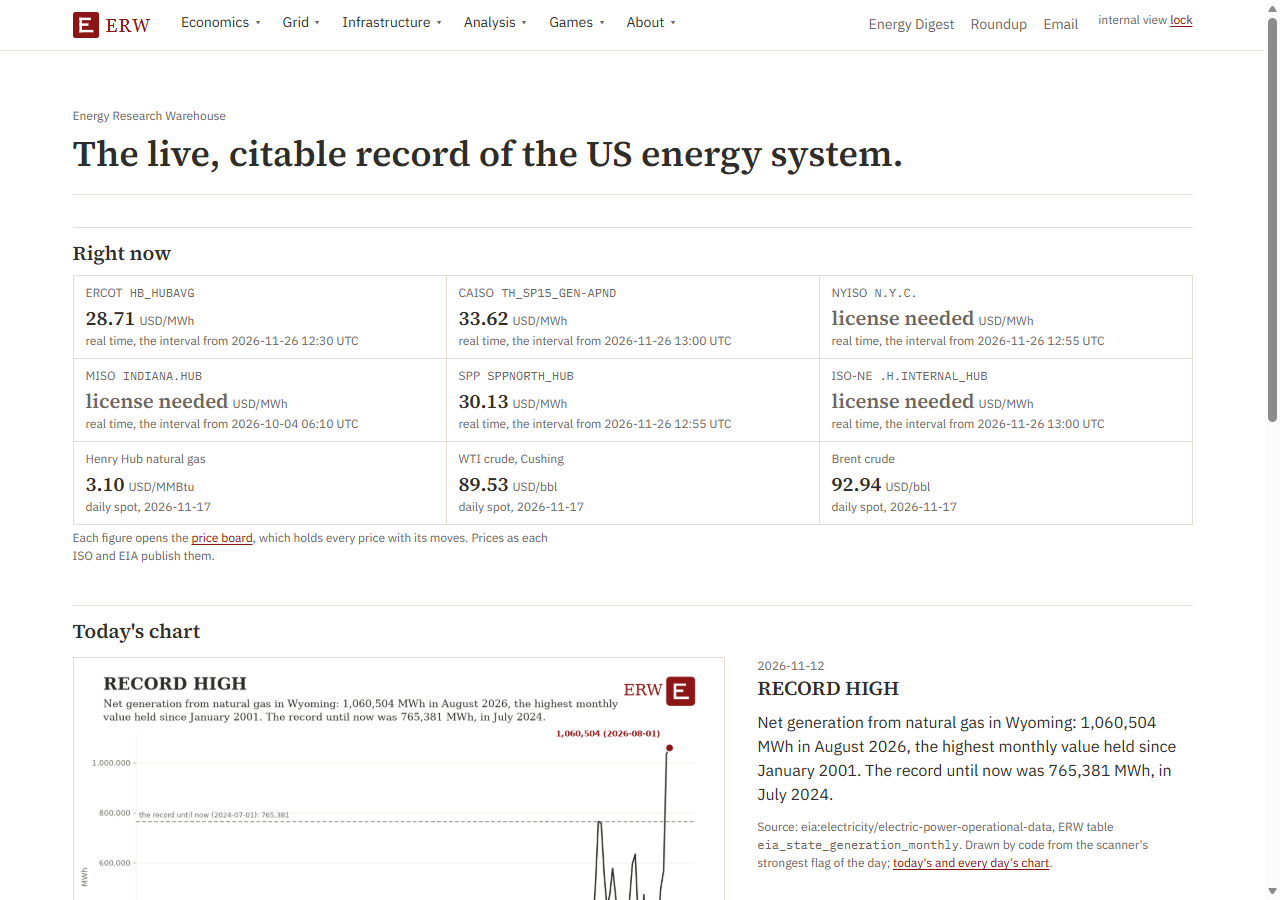 E ERW Economics ▾ Grid ▾ Infrastructure ▾ Analysis ▾ Games ▾ About ▾ Energy Digest Roundup Email internal view lock
Energy Research Warehouse
The live, citable record of the US energy system.
Right now
ERCOT HB_HUBAVG
28.71 USD/MWh
real time, the interval from 2026-11-26 12:30 UTC
CAISO TH_SP15_GEN-APND
33.62 USD/MWh
real time, the interval from 2026-11-26 13:00 UTC
NYISO N.Y.C.
license needed USD/MWh
real time, the interval from 2026-11-26 12:55 UTC
MISO INDIANA.HUB
license needed USD/MWh
real time, the interval from 2026-10-04 06:10 UTC
SPP SPPNORTH_HUB
30.13 USD/MWh
real time, the interval from 2026-11-26 12:55 UTC
ISO-NE .H.INTERNAL_HUB
license needed USD/MWh
real time, the interval from 2026-11-26 13:00 UTC
Henry Hub natural gas
3.10 USD/MMBtu
daily spot, 2026-11-17
WTI crude, Cushing
89.53 USD/bbl
daily spot, 2026-11-17
Brent crude
92.94 USD/bbl
daily spot, 2026-11-17
Each figure opens the price board, which holds every price with its moves. Prices as each
ISO and EIA publish them.
Today's chart
RECORD HIGH
ERW E
Net generation from natural gas in Wyoming: 1,060,504 MWh in August 2026, the highest monthly
value held since January 2001. The record until now was 765,381 MWh, in July 2024.
1,060,504 (2026-08-01)
1,000,000
800,000
the record until now (2024-07-01): 765,381
600,000
MWh
2026-11-12
RECORD HIGH
Net generation from natural gas in Wyoming: 1,060,504
MWh in August 2026, the highest monthly value held since
January 2001. The record until now was 765,381 MWh, in
July 2024.
Source: eia:electricity/electric-power-operational-data, ERW table
eia_state_generation_monthly. Drawn by code from the scanner's
strongest flag of the day; today's and every day's chart.